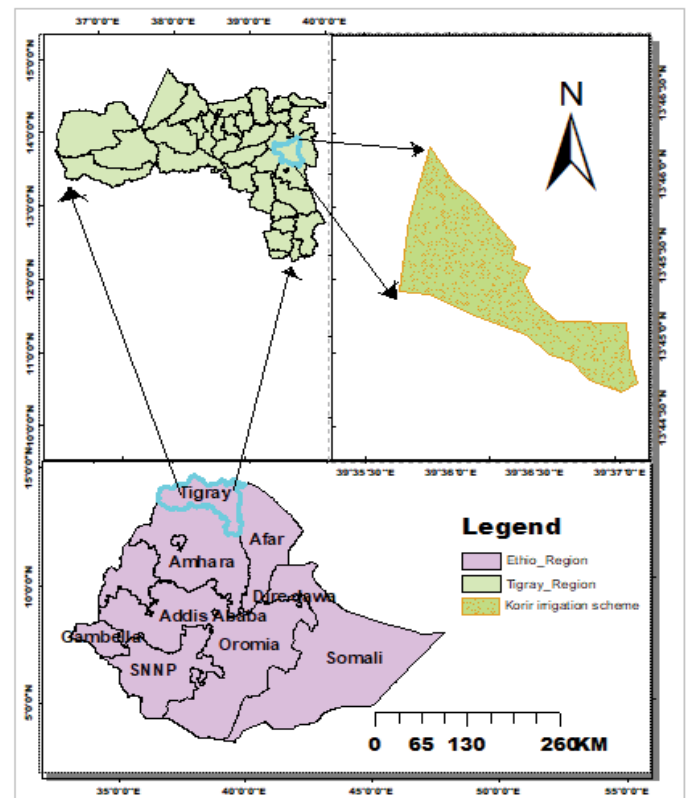 37°0'0"E 38°0'0"E 39°0'0"E 40°0'0"E
15°0'0"N
14°0'0"N
13°0'0"N
12°0'0"N
11°0'0"N
10°0'0"N
N
39°35'30"E 39°36'0"E 39°36'30"E 39°37'0"E
15°0'0"N
10°0'0"N
5°0'0"N
Tigray
Afar
Amhara
Dire dawa
Addis Ababa
Gambella
Oromia
SNNP
Somali
Legend
Ethio_Region
Tigray_Region
Korir irrigation scheme
0 65 130 260KM
35°0'0"E 40°0'0"E 45°0'0"E 50°0'0"E 55°0'0"E